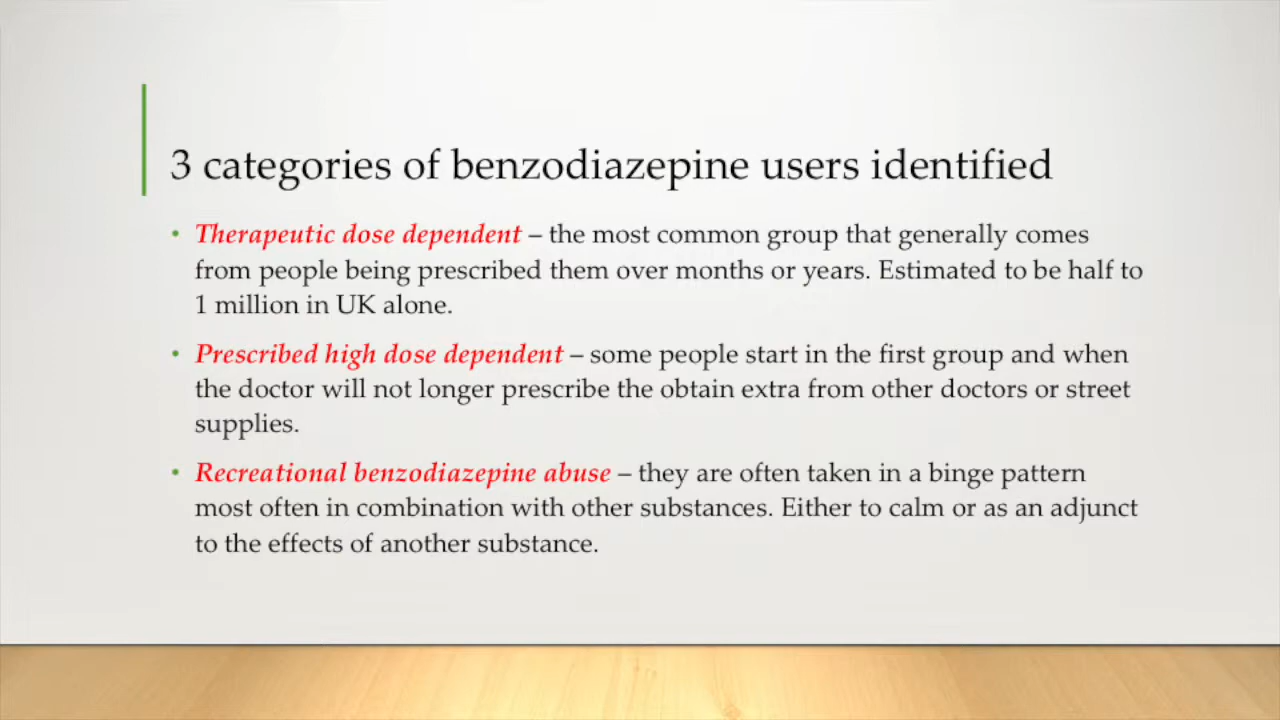 3 categories of benzodiazepine users identified
• Therapeutic dose dependent – the most common group that generally comes
from people being prescribed them over months or years. Estimated to be half to
1 million in UK alone.
• Prescribed high dose dependent – some people start in the first group and when
the doctor will not longer prescribe the obtain extra from other doctors or street
supplies.
• Recreational benzodiazepine abuse – they are often taken in a binge pattern
most often in combination with other substances. Either to calm or as an adjunct
to the effects of another substance.